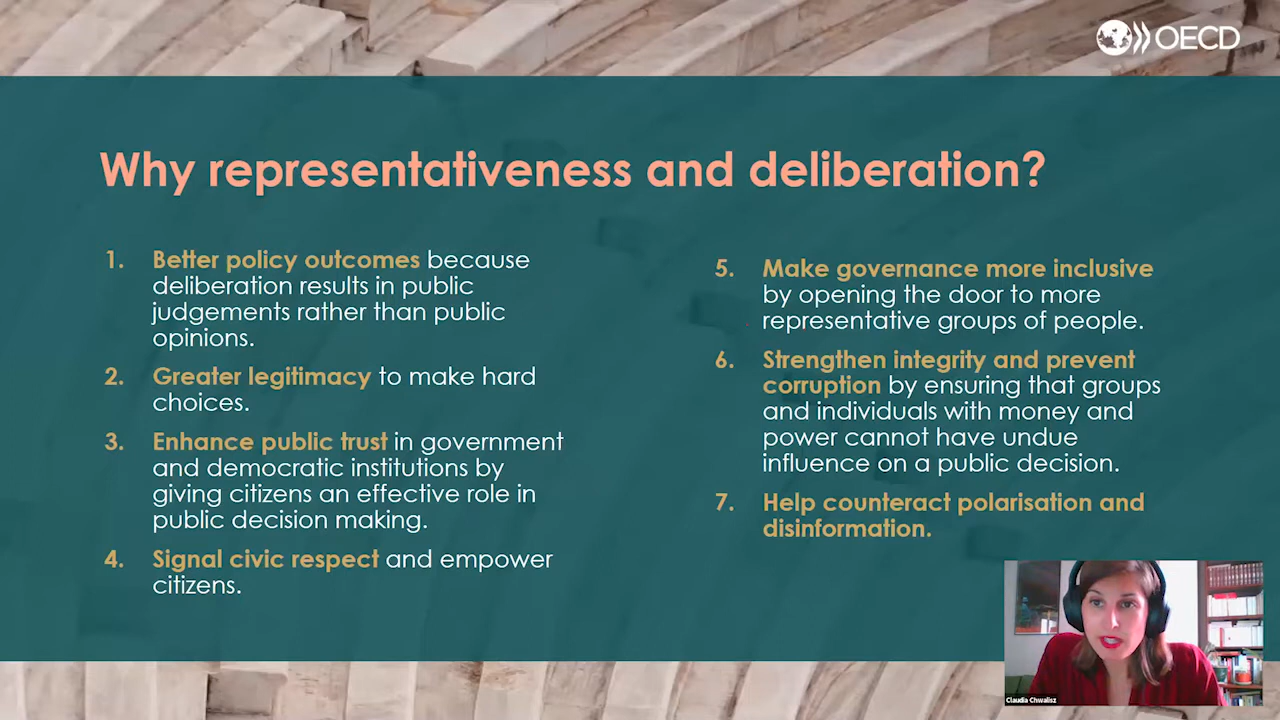 OECD
Why representativeness and deliberation?
1. Better policy outcomes because
deliberation results in public
judgements rather than public
opinions.
2. Greater legitimacy to make hard
choices.
3. Enhance public trust in government
and democratic institutions by
giving citizens an effective role in
public decision making.
4. Signal civic respect and empower
citizens.
5. Make governance more inclusive
by opening the door to more
representative groups of people.
6. Strengthen integrity and prevent
corruption by ensuring that groups
and individuals with money and
power cannot have undue
influence on a public decision.
7. Help counteract polarisation and
disinformation.
Claudia Chwalisz